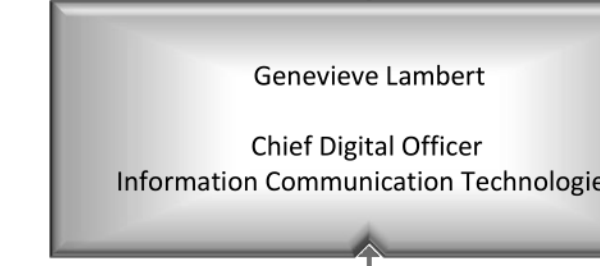 Genevieve Lambert
Chief Digital Officer
Information Communication Technologie